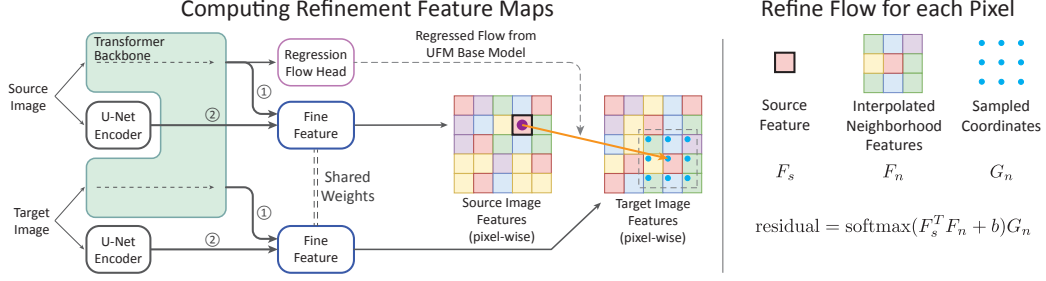 Computing Refinement Feature Maps
Transformer
Backbone
Source
Image
U-Net
Encoder
②
①
Regression
Flow Head
Fine
Feature
Regressed Flow from
UFM Base Model
Shared
Weights
Target
Image
U-Net
Encoder
②
①
Fine
Feature
Source Image
Features
(pixel-wise)
Target Image
Features
(pixel-wise)
Refine Flow for each Pixel
Source
Feature
F_s
Interpolated
Neighborhood
Features
F_n
Sampled
Coordinates
G_n
residual = softmax(F_s^T F_n + b)G_n